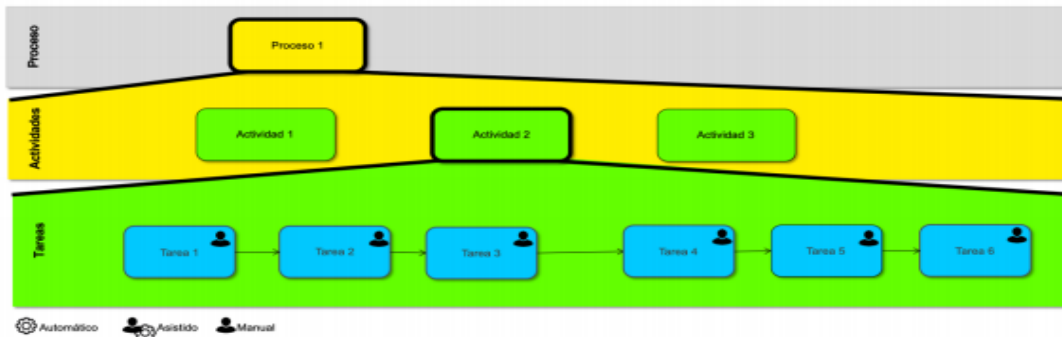 Proceso
Proceso 1
Actividades
Actividad 1
Actividad 2
Actividad 3
Tareas
Tarea 1
Tarea 2
Tarea 3
Tarea 4
Tarea 5
Tarea 6
Automático
Asistido
Manual